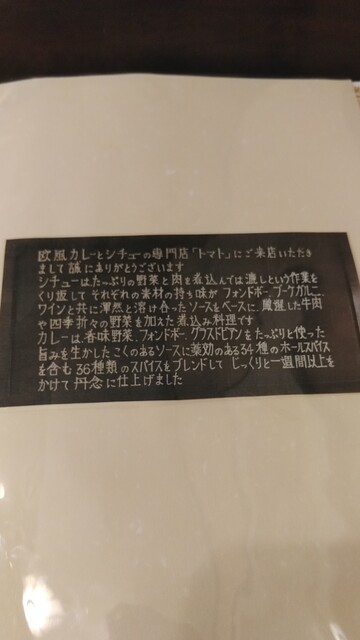 欧風カレーとシチューの専門店「トマト」にご来店いただき
まして誠にありがとうございます
シチューはたっぷりの野菜と肉を煮込んでは漉しという作業を
くり返して それぞれの素材の持ち味が フォンドボー ブーケガルニ、
ワインと共に渾然と溶け合ったソースをベースに、厳選した牛肉
や四季折々の野菜を加えた煮込み料理です
カレーは、香味野菜、フォンドボー、グラスドビアンをたっぷりと使った
旨みを生かした こくのあるソースに薬効のある34種のホールスパイス
を含む 36種類のスパイスをブレンドして じっくりと一週間以上を
かけて 丹念に仕上げました